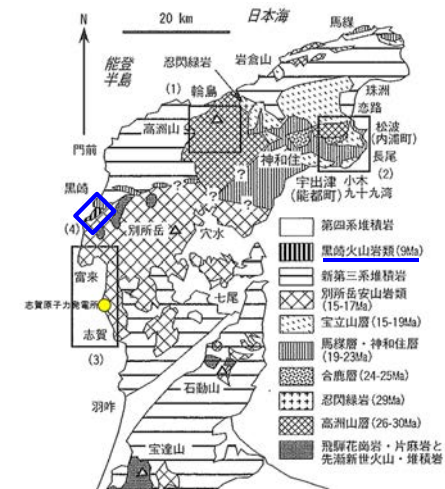 20 km
日本海
N
馬緤
能登
半島
忍閃緑岩
岩倉山
(1)
輪島
珠洲
恋路
高洲山
松波
(内浦町)
門前
神和住
長尾
(2)
宇出津
(能都町)
小木
九十九湾
黒崎
?
?
?
?
(4)
別所岳
穴水
第四系堆積岩
黒崎火山岩類(9Ma)
富来
新第三系堆積岩
七尾
別所岳安山岩類
(15-17Ma)
志賀原子力発電所
志賀
宝立山層(15-19Ma)
(3)
馬緤層・神和住層
(19-23Ma)
石動山
合鹿層(24-25Ma)
羽咋
忍閃緑岩(29Ma)
高洲山層(26-30Ma)
宝達山
飛騨花崗岩・片麻岩と
先漸新世火山・堆積岩